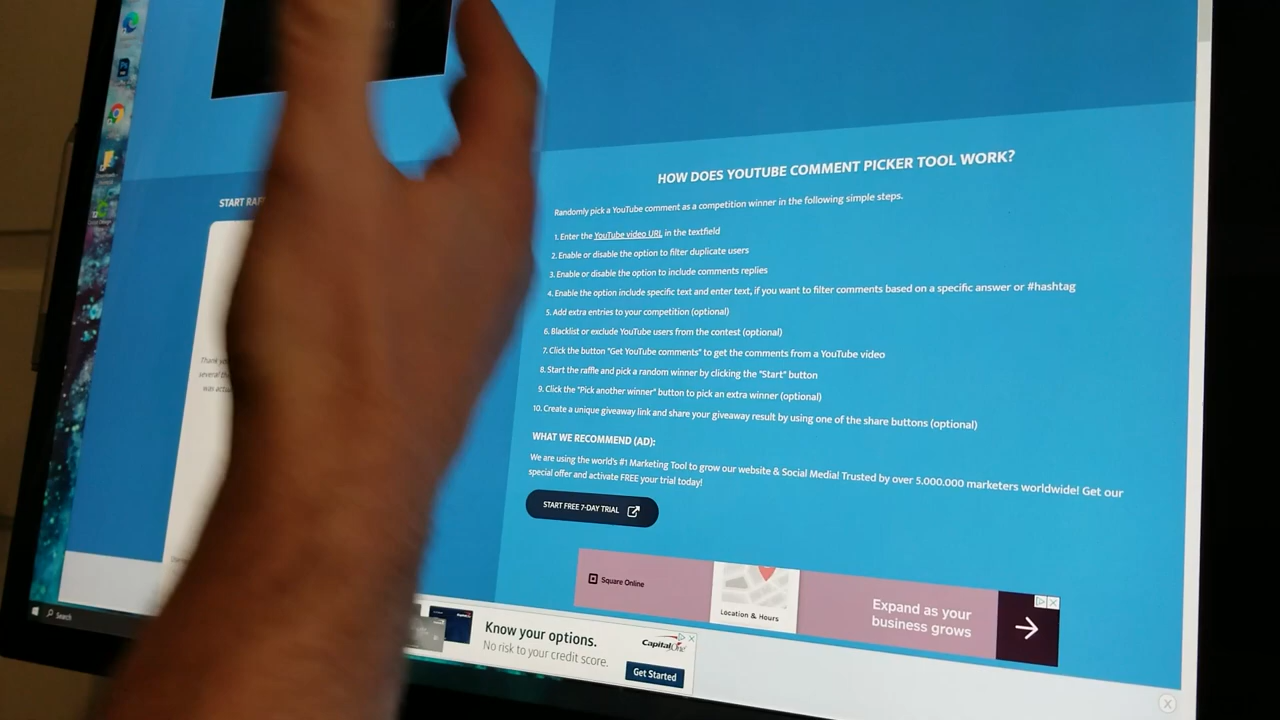 HOW DOES YOUTUBE COMMENT PICKER TOOL WORK?
Randomly pick a YouTube comment as a competition winner in the following simple steps.
1. Enter the YouTube video URL in the textfield
2. Enable or disable the option to filter duplicate users
3. Enable or disable the option to include comments replies
4. Enable the option include specific text and enter text, if you want to filter comments based on a specific answer or #hashtag
5. Add extra entries to your competition (optional)
6. Blacklist or exclude YouTube users from the contest (optional)
7. Click the button "Get YouTube comments" to get the comments from a YouTube video
8. Start the raffle and pick a random winner by clicking the "Start" button
9. Click the "Pick another winner" button to pick an extra winner (optional)
10. Create a unique giveaway link and share your giveaway result by using one of the share buttons (optional)
WHAT WE RECOMMEND (AD):
We are using the world's #1 Marketing Tool to grow our website & Social Media! Trusted by over 5.000.000 marketers worldwide! Get our
special offer and activate FREE your trial today!
START FREE 7-DAY TRIAL
START
Thank
several
was
Square Online
Location & Hours
Expand as your
business grows
Know your options.
No risk to your credit score.
Capital One
Get Started
Search